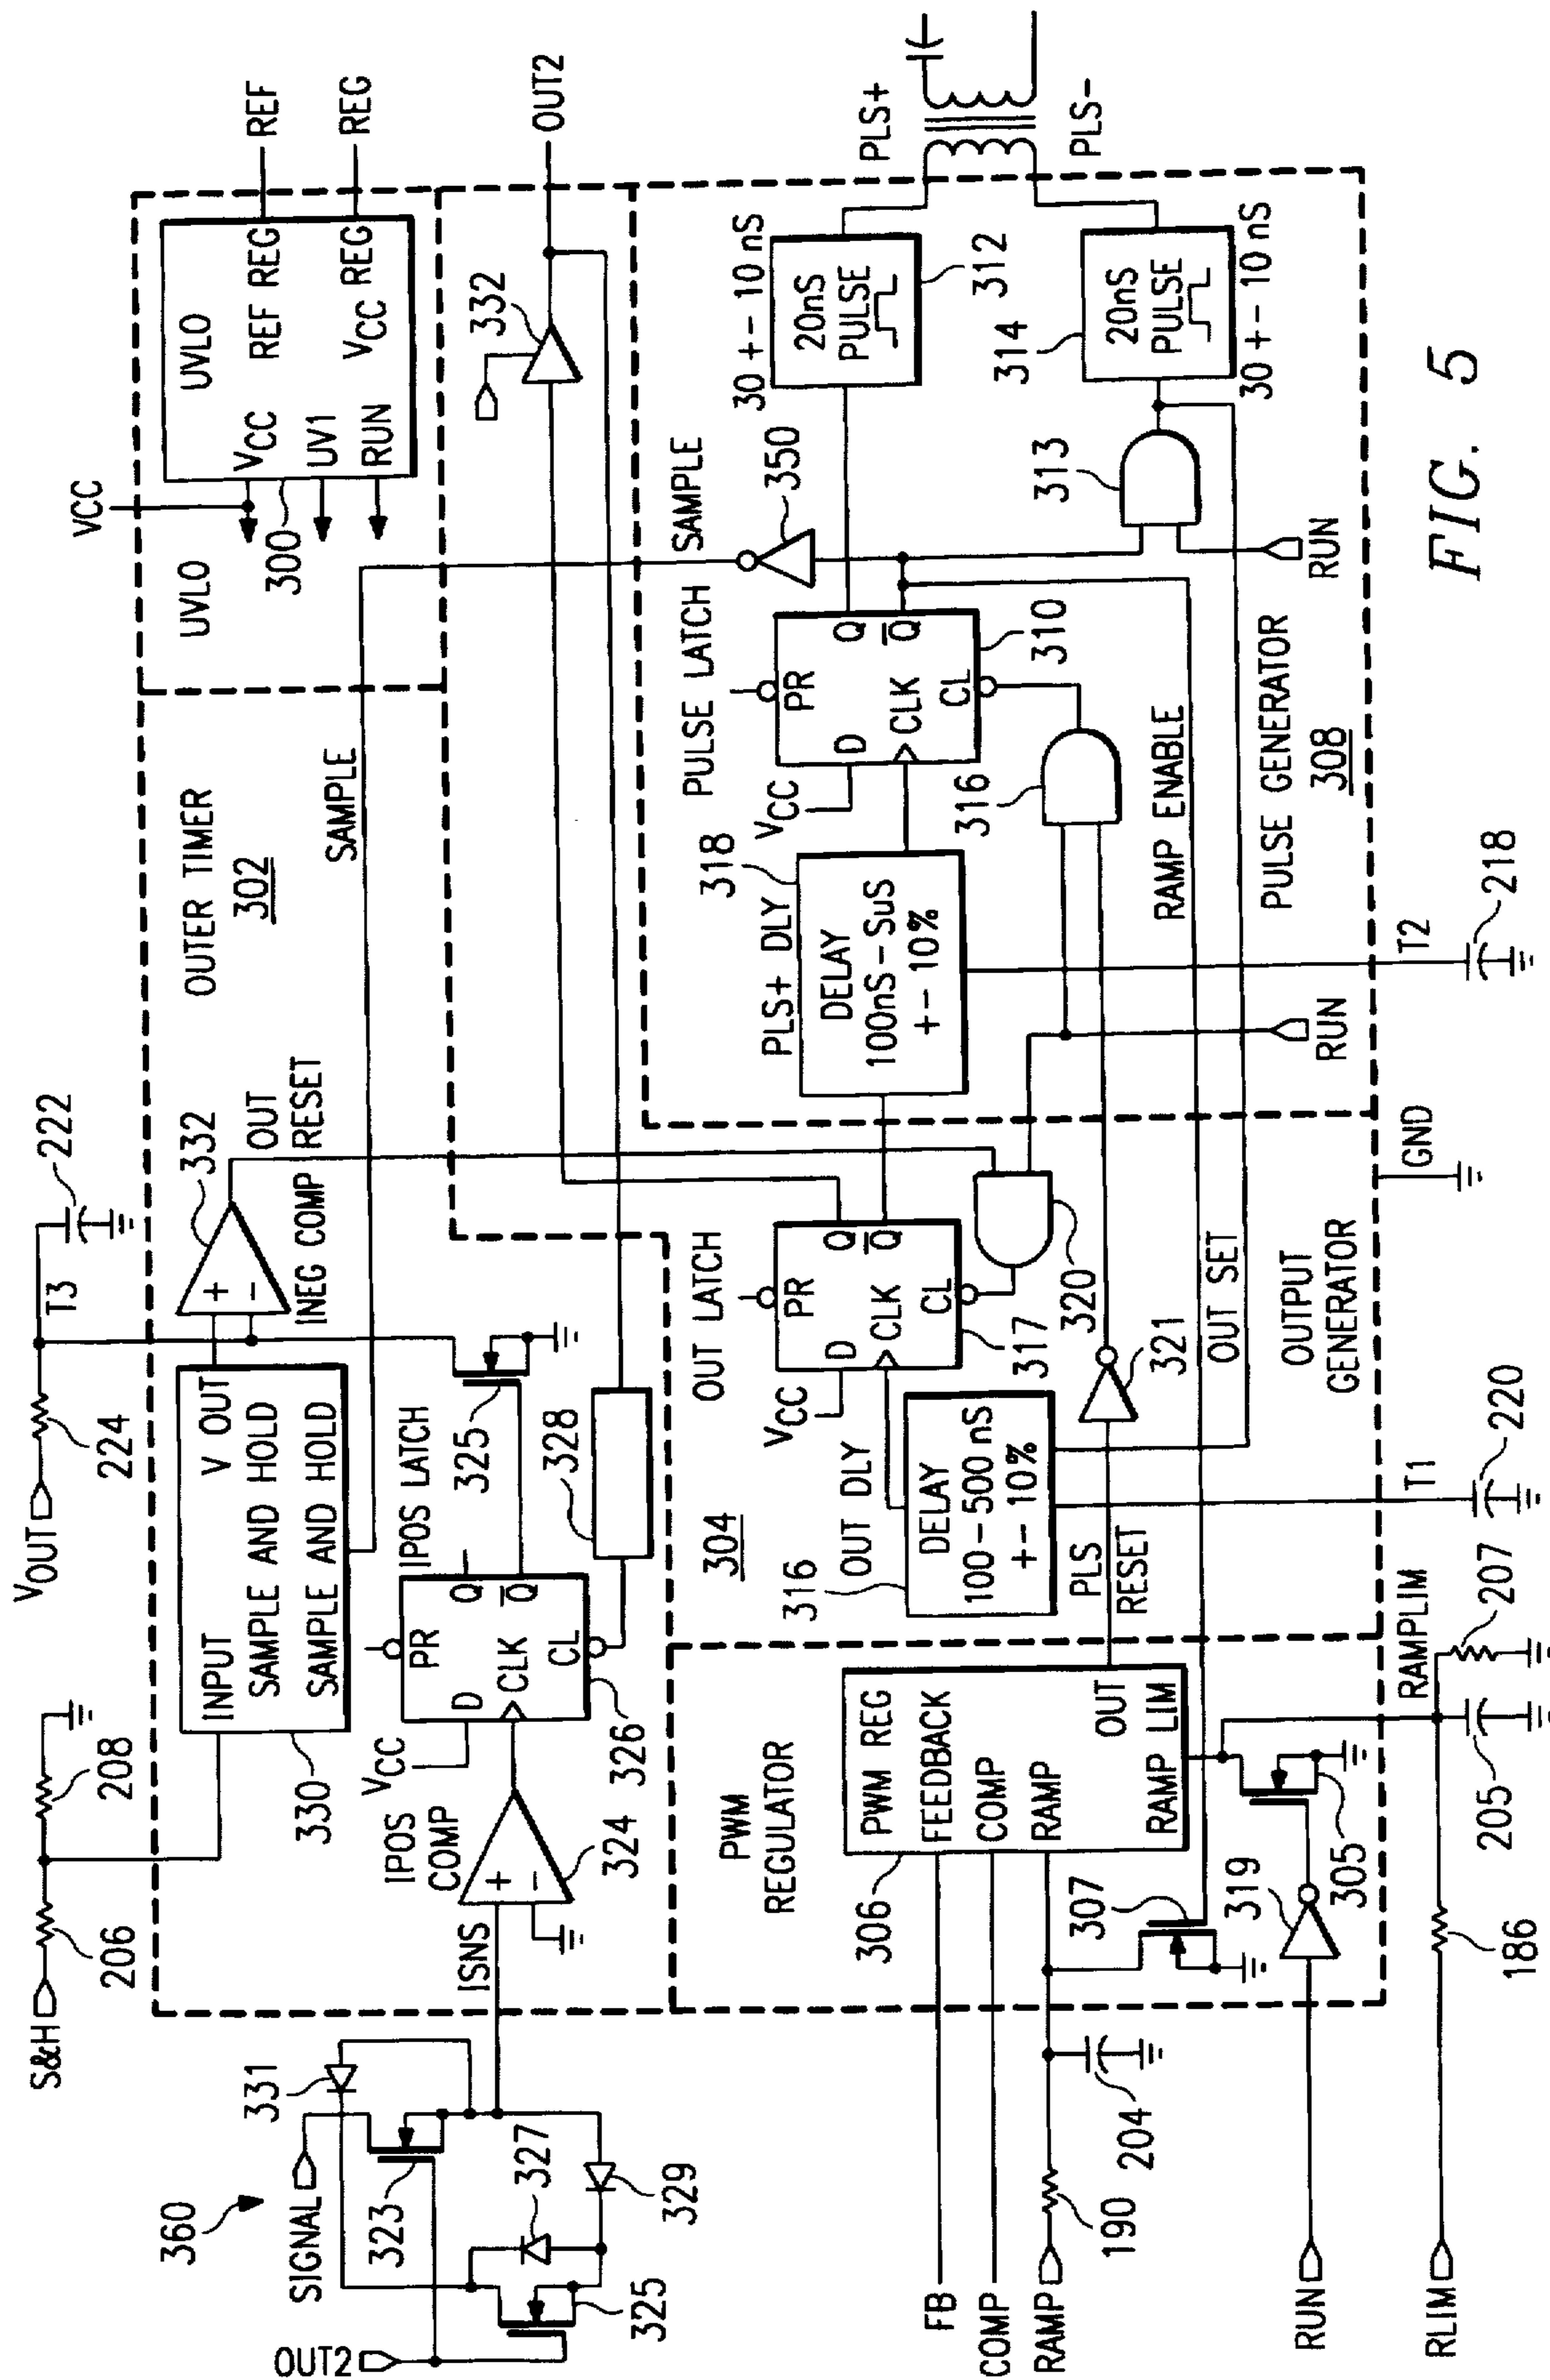 S&H
206
208
VOUT
224
T3
222
VCC
INPUT
V OUT
SAMPLE AND HOLD
SAMPLE AND HOLD
330
332
INEG COMP
OUT
RESET
OUTER TIMER
302
SAMPLE
UVLO
300
UVLO
VCC
UV1
RUN
REF REG
VCC REG
REF
REG
360
SIGNAL
331
323
327
329
325
OUT2
ISNS
IPOS
COMP
+
-
324
VCC
D
PR
CLK
CL
Q
Q
326
IPOS LATCH
325
328
332
OUT2
304
PWM
REGULATOR
306
PWM REG
FEEDBACK
COMP
RAMP
OUT
RAMP LIM
FB
COMP
RAMP
190
204
307
319
305
RUN
RLIM
186
205
207
RAMPLIM
PLS
RESET
316
OUT DLY
DELAY
100-500 nS
+- 10%
T1
220
OUT LATCH
VCC
D
PR
CLK
CL
Q
Q
317
320
321
OUT SET
OUTPUT
GENERATOR
GND
PLS+ DLY
318
DELAY
100nS-SuS
+- 10%
T2
218
RUN
PULSE LATCH
VCC
D
PR
CLK
CL
Q
Q
310
316
RAMP ENABLE
PULSE GENERATOR
308
SAMPLE
350
313
RUN
30 +- 10 nS
20nS
PULSE
312
314
20nS
PULSE
30 +- 10 nS
PLS+
PLS-
FIG. 5